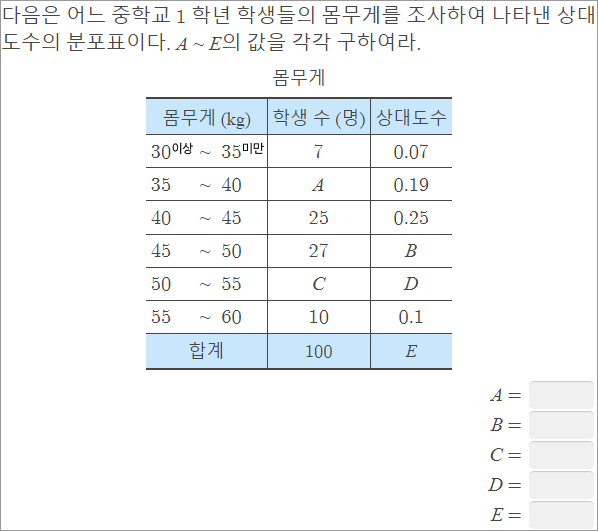 다음은 어느 중학교 1 학년 학생들의 몸무게를 조사하여 나타낸 상대
도수의 분포표이다. A ~ E의 값을 각각 구하여라.
몸무게
몸무게 (kg) 학생 수 (명) 상대도수
30이상 ~ 35미만 7 0.07
35 ~ 40 A 0.19
40 ~ 45 25 0.25
45 ~ 50 27 B
50 ~ 55 C D
55 ~ 60 10 0.1
합계 100 E
A =
B =
C =
D =
E =